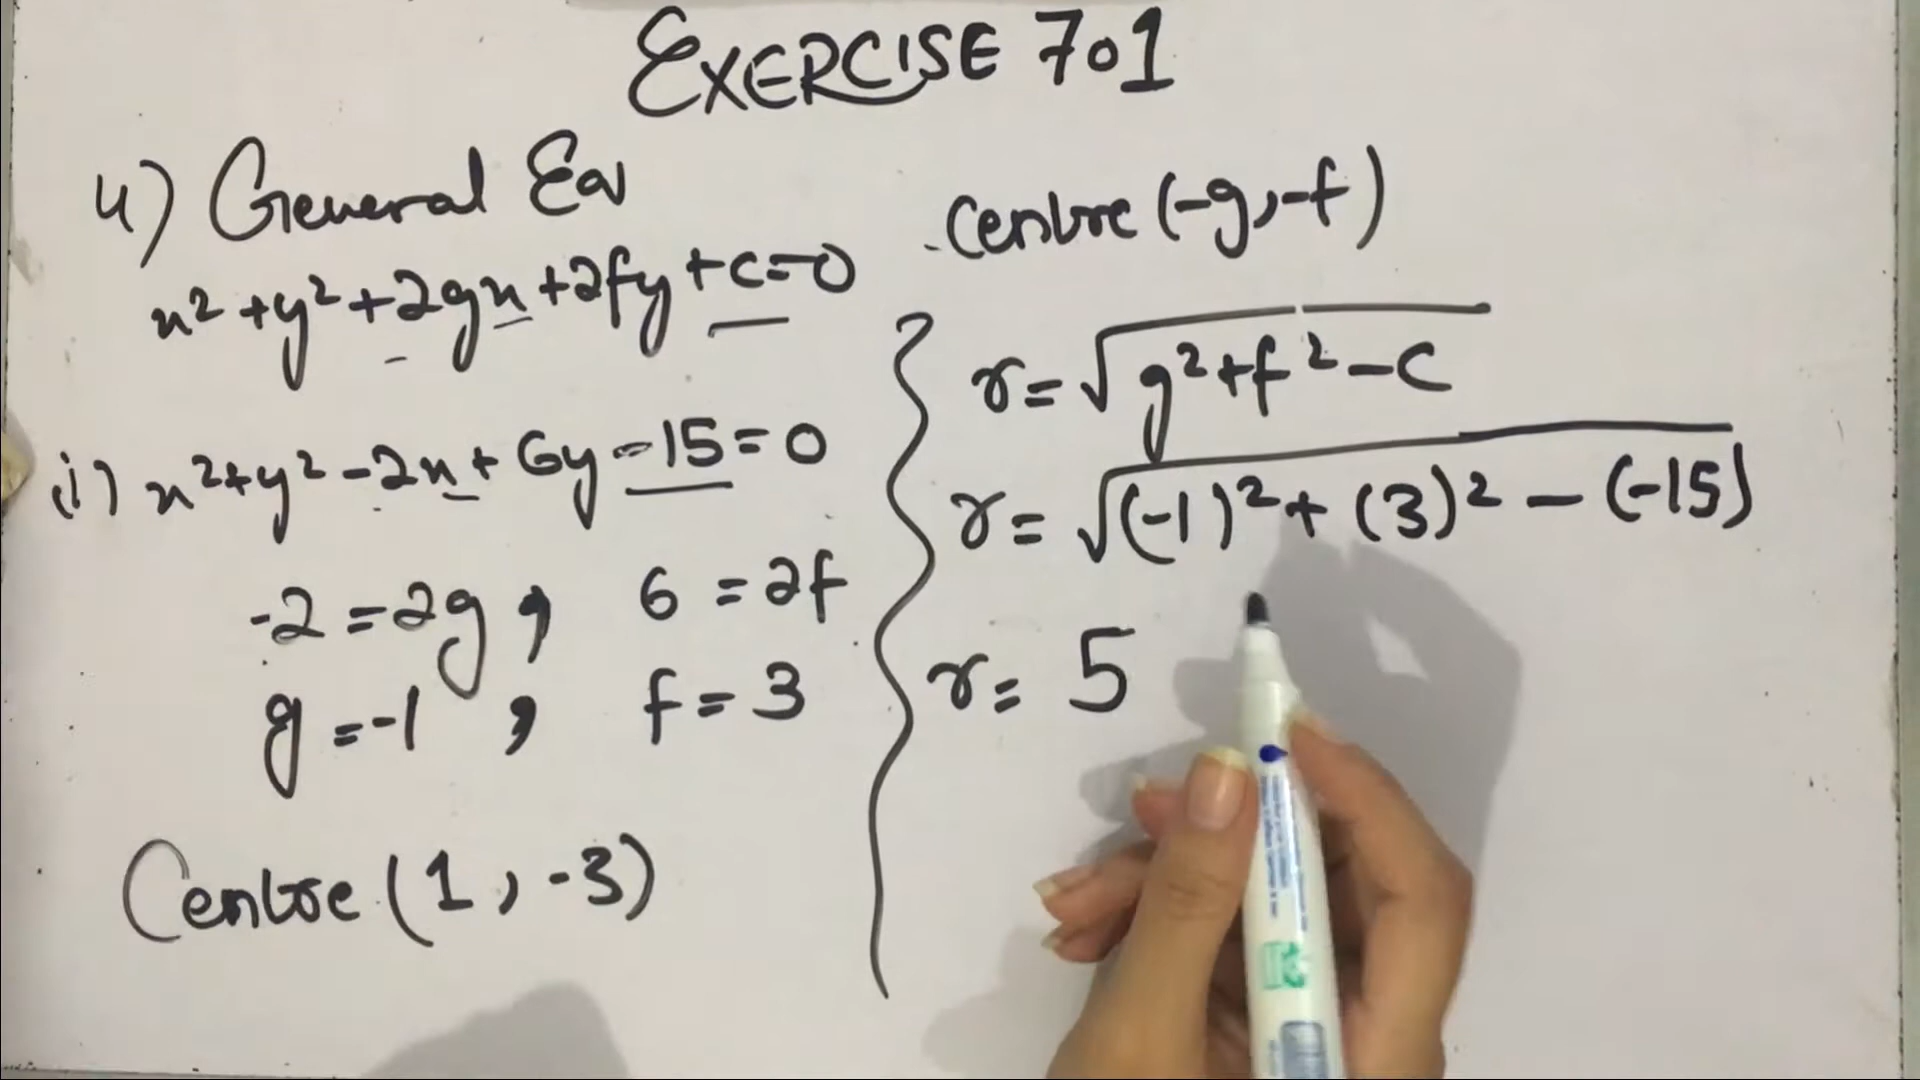 EXERCISE 7.1
4) General Eq
x² + y² + 2gx + 2fy + c = 0
(i) x² + y² - 2x + 6y - 15 = 0
-2 = 2g , 6 = 2f
g = -1 , f = 3
Centre (1, -3)
Centre (-g, -f)
r = √(g² + f² - c)
r = √((-1)² + (3)² - (-15))
r = 5